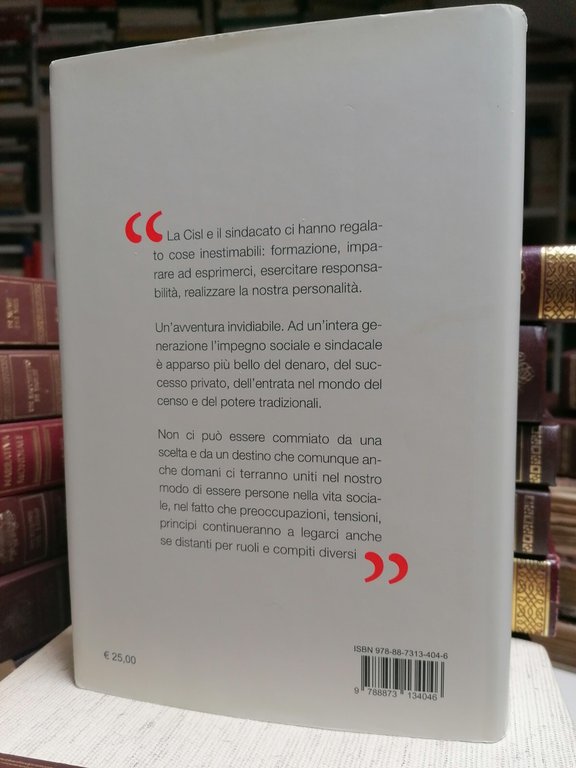 “ La Cisl e il sindacato ci hanno regala-
to cose inestimabili: formazione, impa-
rare ad esprimerci, esercitare responsa-
bilità, realizzare la nostra personalità.
Un'avventura invidiabile. Ad un'intera ge-
nerazione l'impegno sociale e sindacale
è apparso più bello del denaro, del suc-
cesso privato, dell'entrata nel mondo del
censo e del potere tradizionali.
Non ci può essere commiato da una
scelta e da un destino che comunque an-
che domani ci terranno uniti nel nostro
modo di essere persone nella vita socia-
le, nel fatto che preoccupazioni, tensioni,
principi continueranno a legarci anche
se distanti per ruoli e compiti diversi ”
€ 25,00
ISBN 978-88-7313-404-6
9 788873 134046